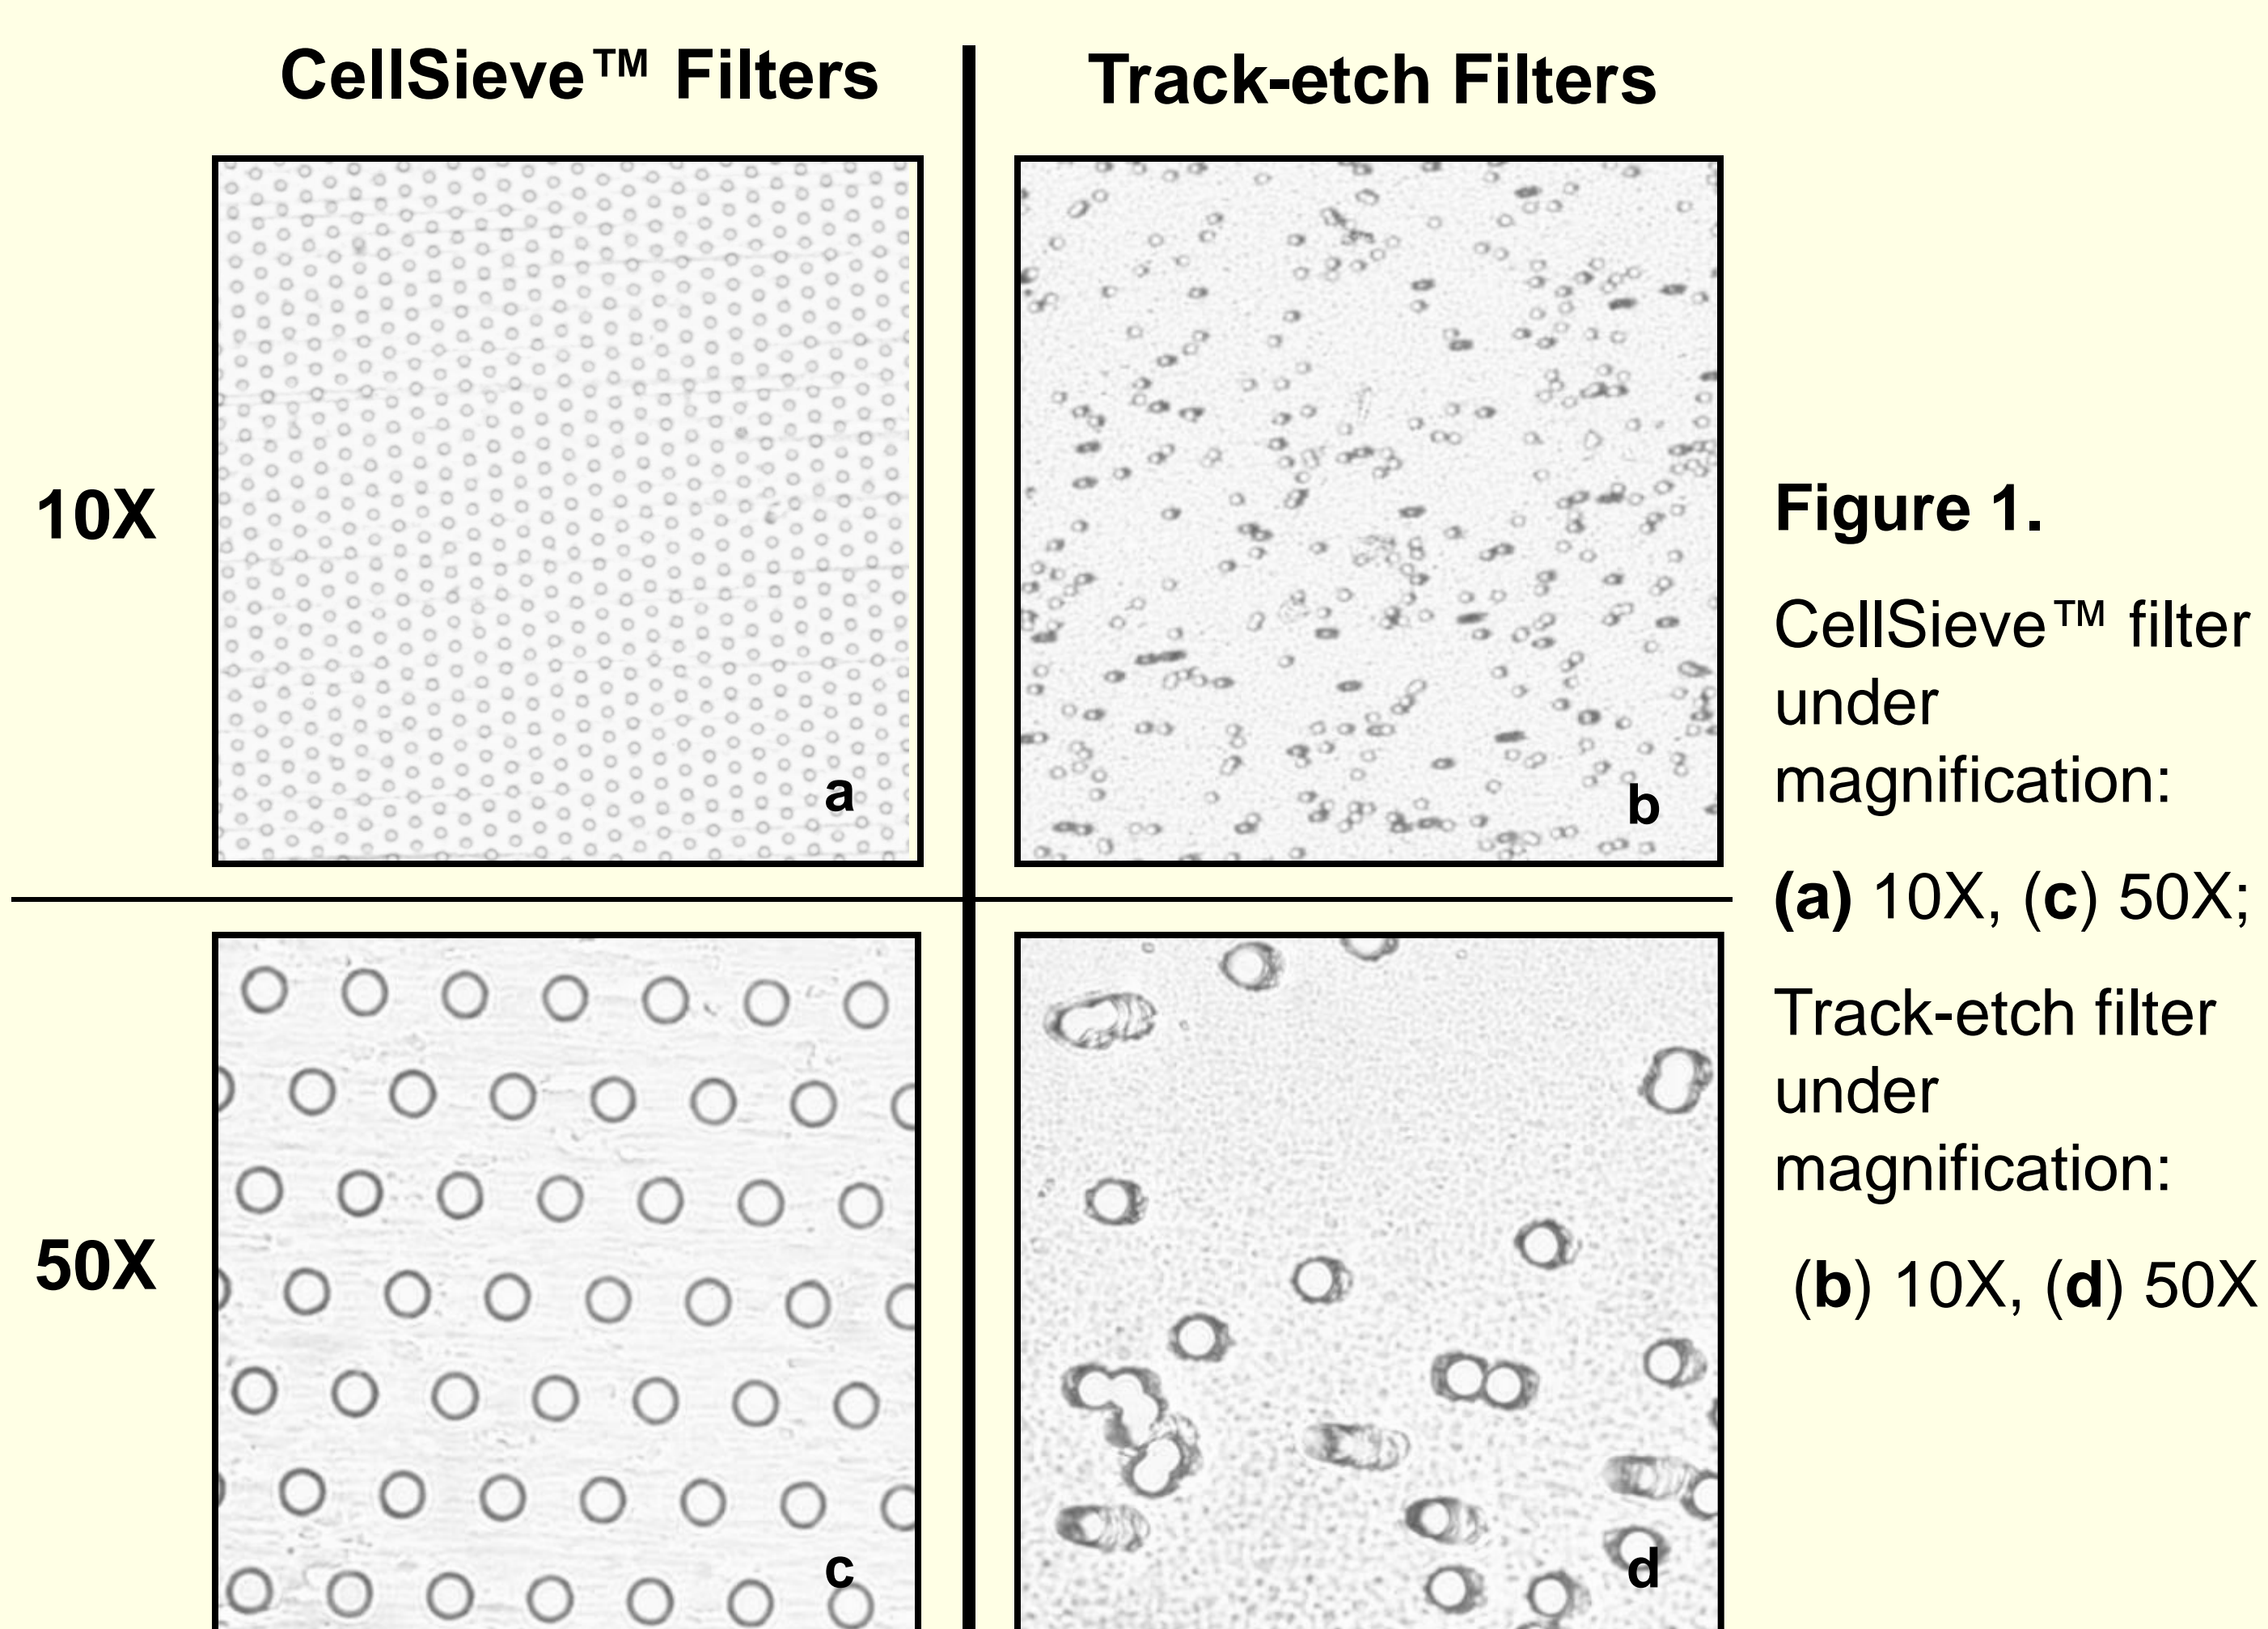 CellSieve™ Filters
Track-etch Filters
10X
a
b
50X
c
d
Figure 1.
CellSieve™ filter
under
magnification:
(a) 10X, (c) 50X;
Track-etch filter
under
magnification:
(b) 10X, (d) 50X